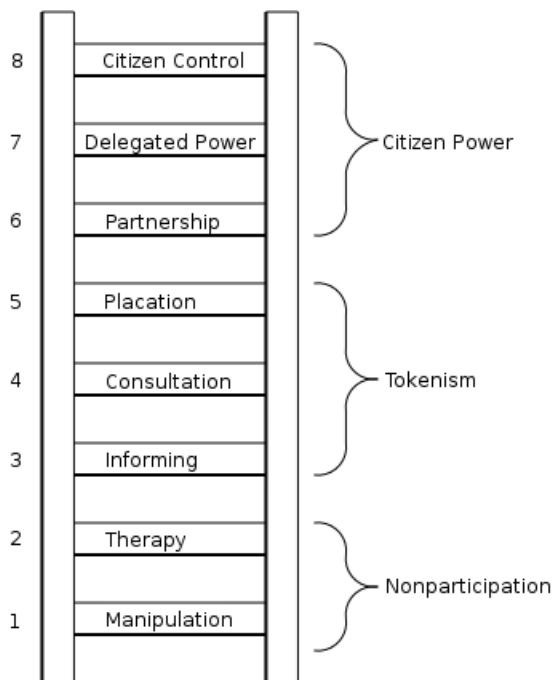 8 Citizen Control
7 Delegated Power Citizen Power
6 Partnership
5 Placation
4 Consultation Tokenism
3 Informing
2 Therapy
Nonparticipation
1 Manipulation